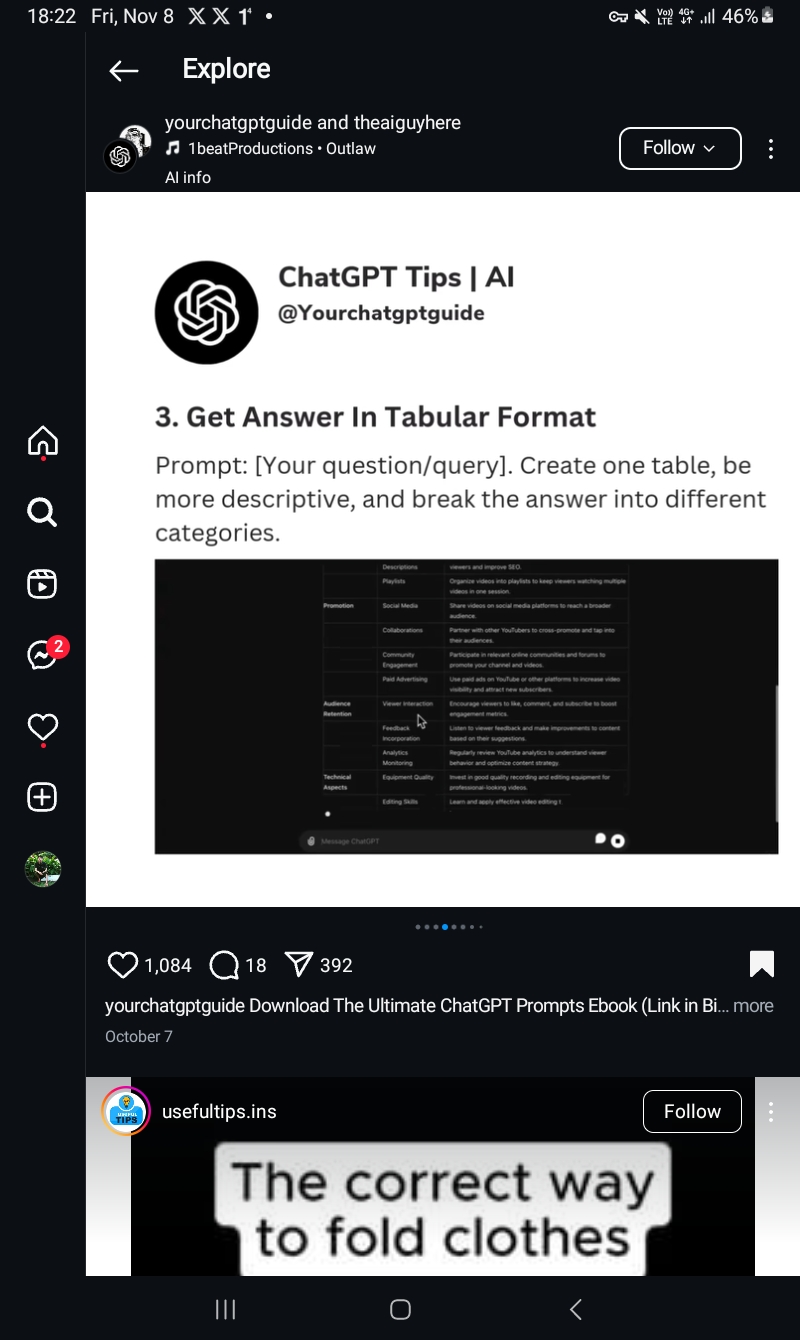 18:22 Fri, Nov 8 46%
Explore
yourchatgptguide and theaiguyhere
1beatProductions • Outlaw
Follow
AI info
ChatGPT Tips | AI
@Yourchatgptguide
3. Get Answer In Tabular Format
Prompt: [Your question/query]. Create one table, be
more descriptive, and break the answer into different
categories.
Descriptions viewers and improve SEO.
Playlists Organize videos into playlists to keep viewers watching multiple
videos in one session.
Promotion Social Media Share videos on social media platforms to reach a broader
audience.
Collaborations Partner with other YouTubers to cross-promote and tap into
their audiences.
Community Participate in relevant online communities and forums to
Engagement promote your channel and videos.
Paid Advertising Use paid ads on YouTube or other platforms to increase video
visibility and attract new subscribers.
Audience Viewer Interaction Encourage viewers to like, comment, and subscribe to boost
Retention engagement metrics.
Feedback Listen to viewer feedback and make improvements to content
Incorporation based on their suggestions.
Analytics Regularly review YouTube analytics to understand viewer
Monitoring behavior and optimize content strategy.
Technical Equipment Quality Invest in good quality recording and editing equipment for
Aspects professional-looking videos.
Editing Skills Learn and apply effective video editing t
Message ChatGPT
2
1,084 18 392
yourchatgptguide Download The Ultimate ChatGPT Prompts Ebook (Link in Bi... more
October 7
USEFUL
TIPS
usefultips.ins
Follow
The correct way
to fold clothes